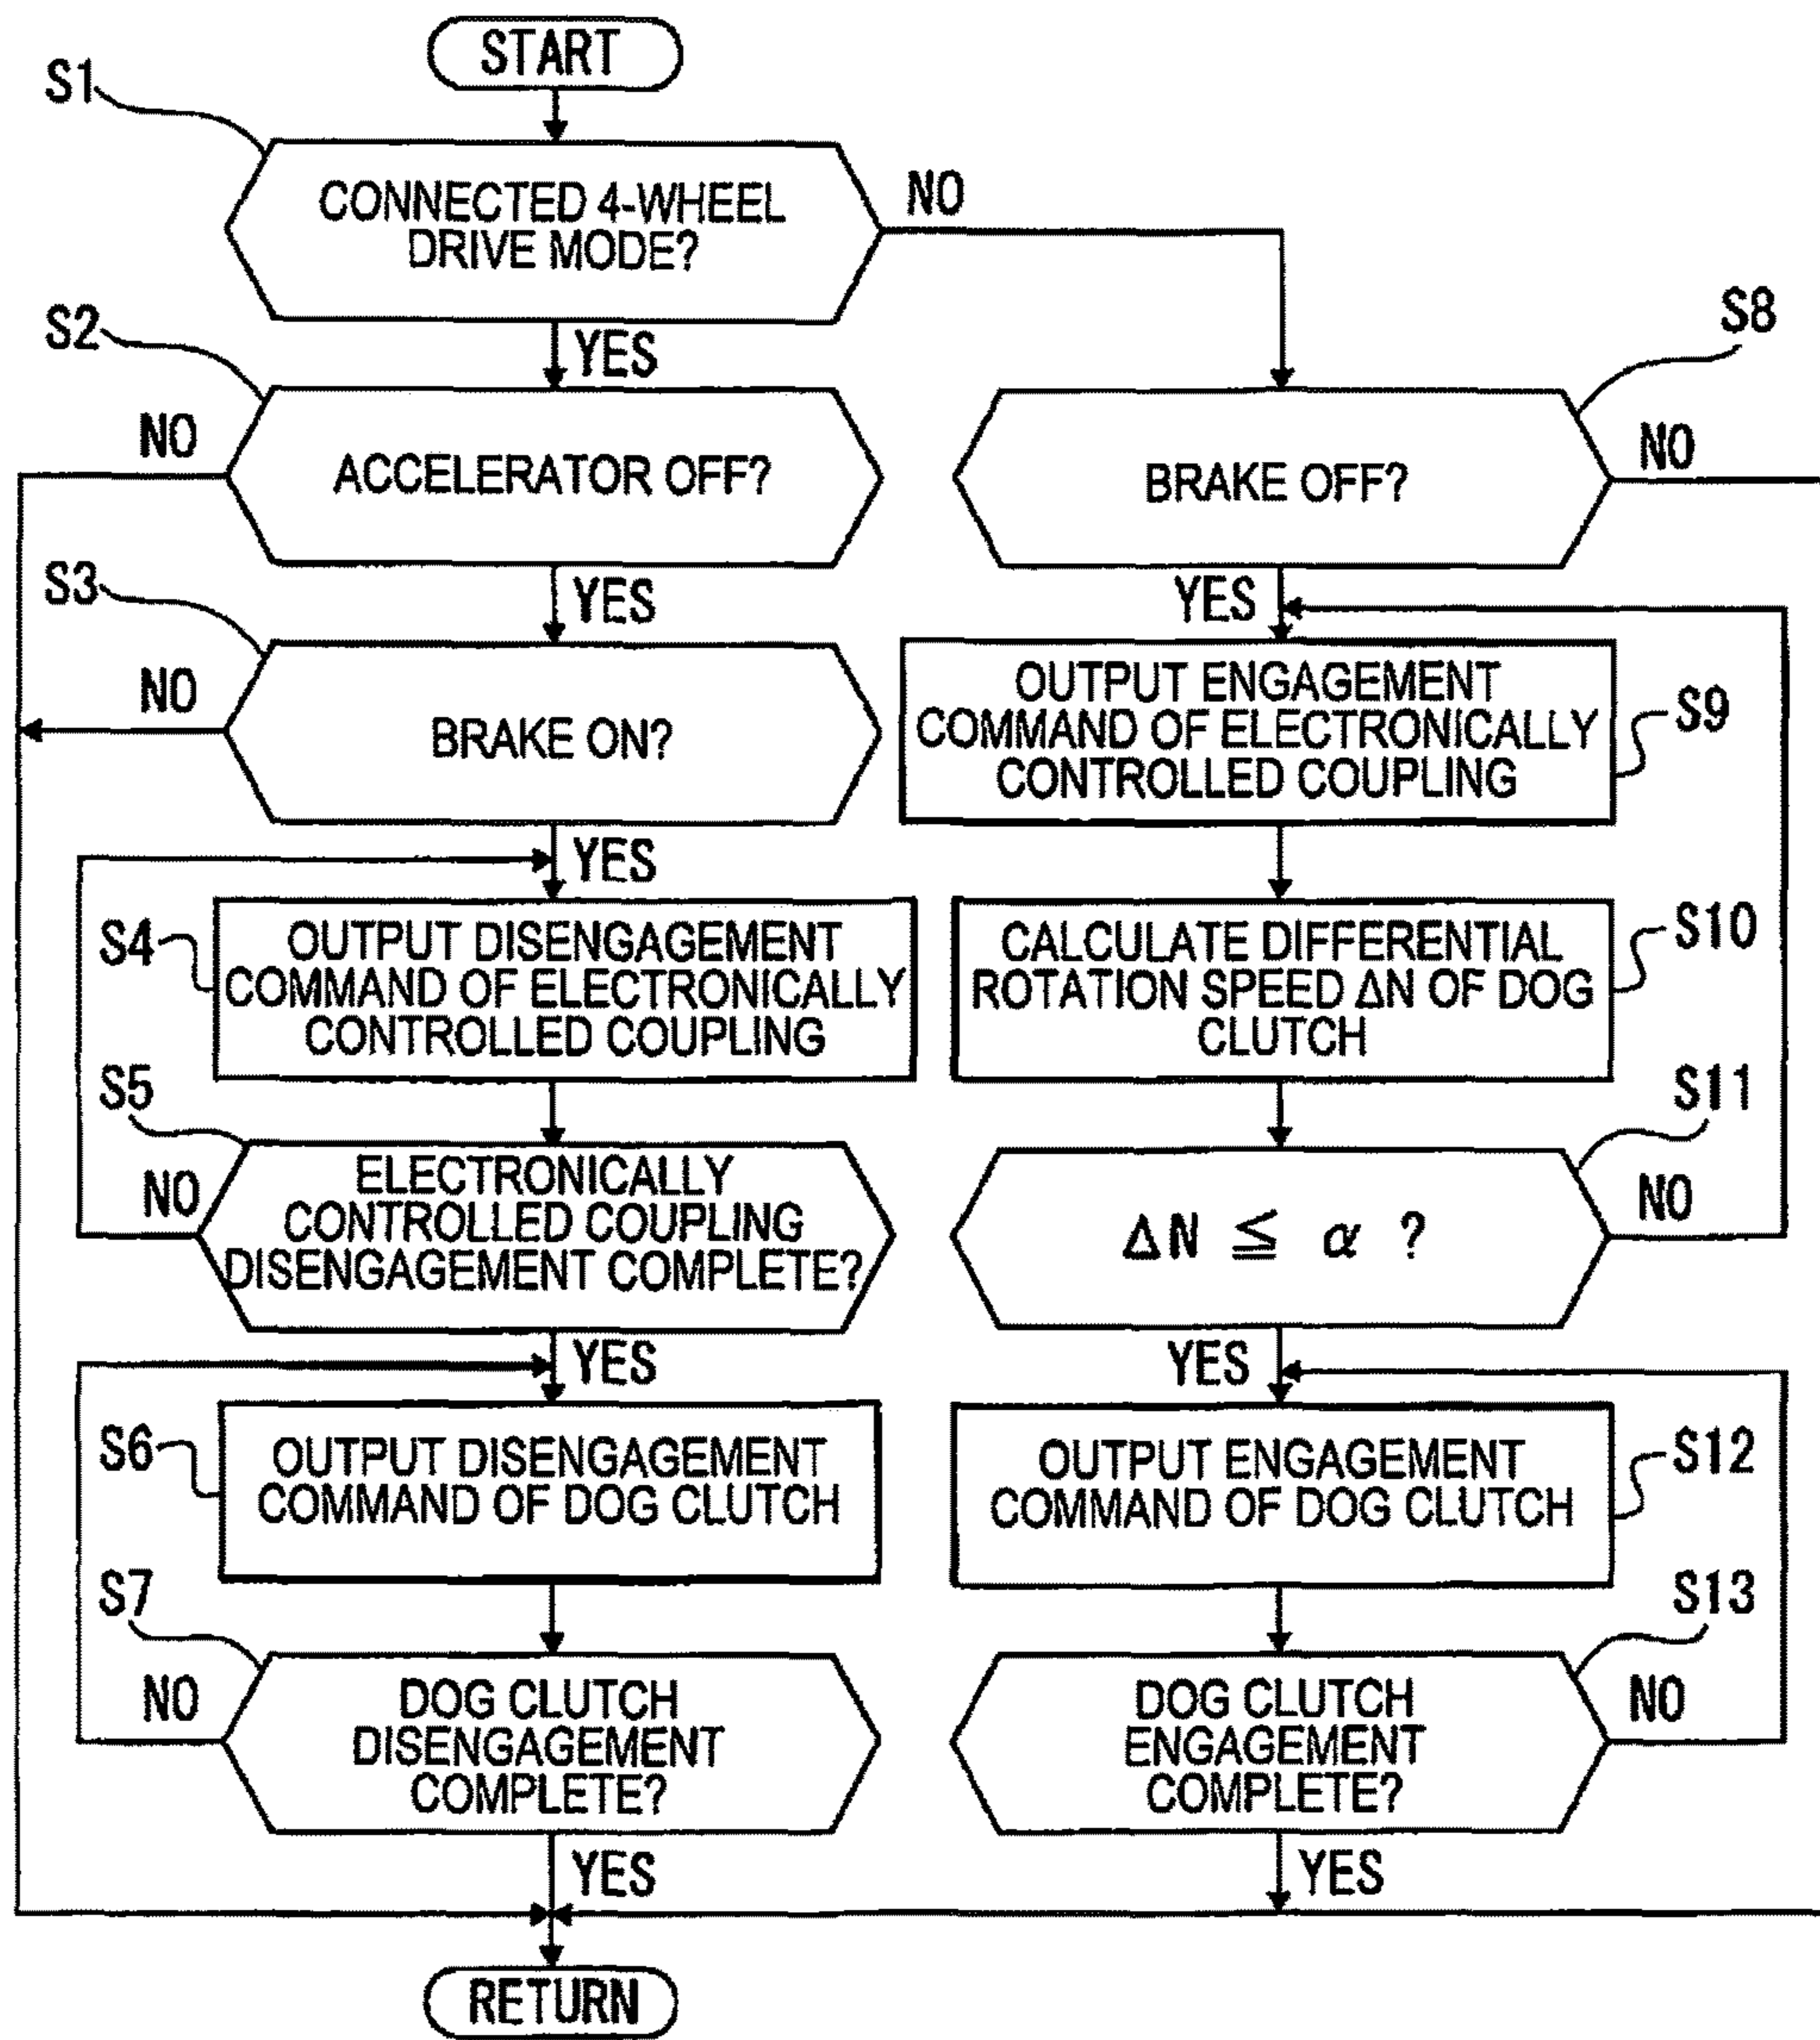 START
S1
CONNECTED 4-WHEEL
DRIVE MODE?
NO
YES
S2
NO
ACCELERATOR OFF?
YES
S3
NO
BRAKE ON?
YES
S4
OUTPUT DISENGAGEMENT
COMMAND OF ELECTRONICALLY
CONTROLLED COUPLING
S5
NO
ELECTRONICALLY
CONTROLLED COUPLING
DISENGAGEMENT COMPLETE?
YES
S6
OUTPUT DISENGAGEMENT
COMMAND OF DOG CLUTCH
S7
NO
DOG CLUTCH
DISENGAGEMENT
COMPLETE?
YES
S8
BRAKE OFF?
NO
YES
OUTPUT ENGAGEMENT
COMMAND OF ELECTRONICALLY
CONTROLLED COUPLING
S9
CALCULATE DIFFERENTIAL
ROTATION SPEED ΔN OF DOG
CLUTCH
S10
S11
ΔN ≦ α ?
NO
YES
OUTPUT ENGAGEMENT
COMMAND OF DOG CLUTCH
S12
S13
DOG CLUTCH
ENGAGEMENT
COMPLETE?
NO
YES
RETURN